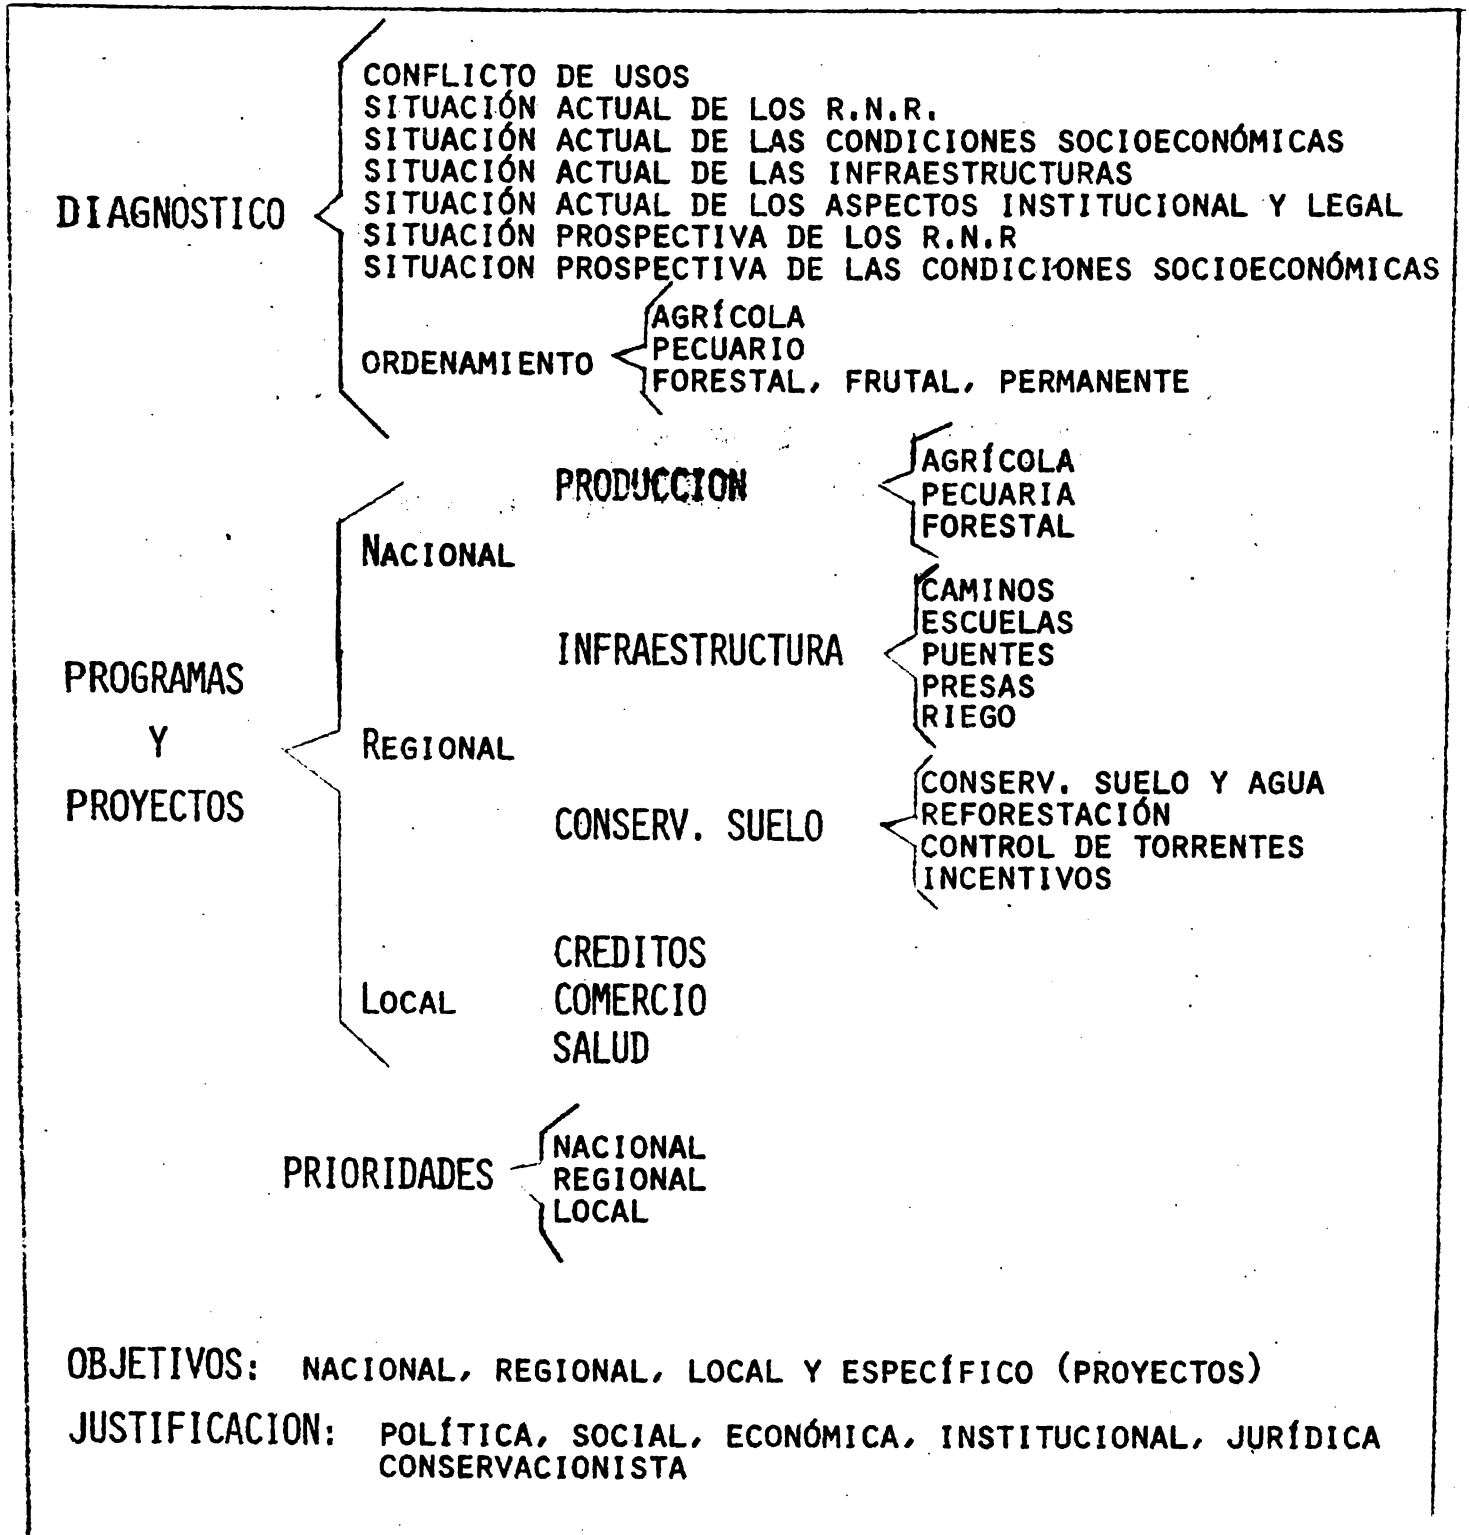 CONFLICTO DE USOS
SITUACIÓN ACTUAL DE LOS R.N.R.
SITUACIÓN ACTUAL DE LAS CONDICIONES SOCIOECONÓMICAS
SITUACIÓN ACTUAL DE LAS INFRAESTRUCTURAS
DIAGNOSTICO
SITUACIÓN ACTUAL DE LOS ASPECTOS INSTITUCIONAL Y LEGAL
SITUACIÓN PROSPECTIVA DE LOS R.N.R
SITUACION PROSPECTIVA DE LAS CONDICIONES SOCIOECONÓMICAS
ORDENAMIENTO
AGRÍCOLA
PECUARIO
FORESTAL, FRUTAL, PERMANENTE
PROGRAMAS
Y
PROYECTOS
NACIONAL
REGIONAL
LOCAL
PRODUCCION
AGRÍCOLA
PECUARIA
FORESTAL
INFRAESTRUCTURA
CAMINOS
ESCUELAS
PUENTES
PRESAS
RIEGO
CONSERV. SUELO
CONSERV. SUELO Y AGUA
REFORESTACIÓN
CONTROL DE TORRENTES
INCENTIVOS
CREDITOS
COMERCIO
SALUD
PRIORIDADES
NACIONAL
REGIONAL
LOCAL
OBJETIVOS: NACIONAL, REGIONAL, LOCAL Y ESPECÍFICO (PROYECTOS)
JUSTIFICACION: POLÍTICA, SOCIAL, ECONÓMICA, INSTITUCIONAL, JURÍDICA
CONSERVACIONISTA